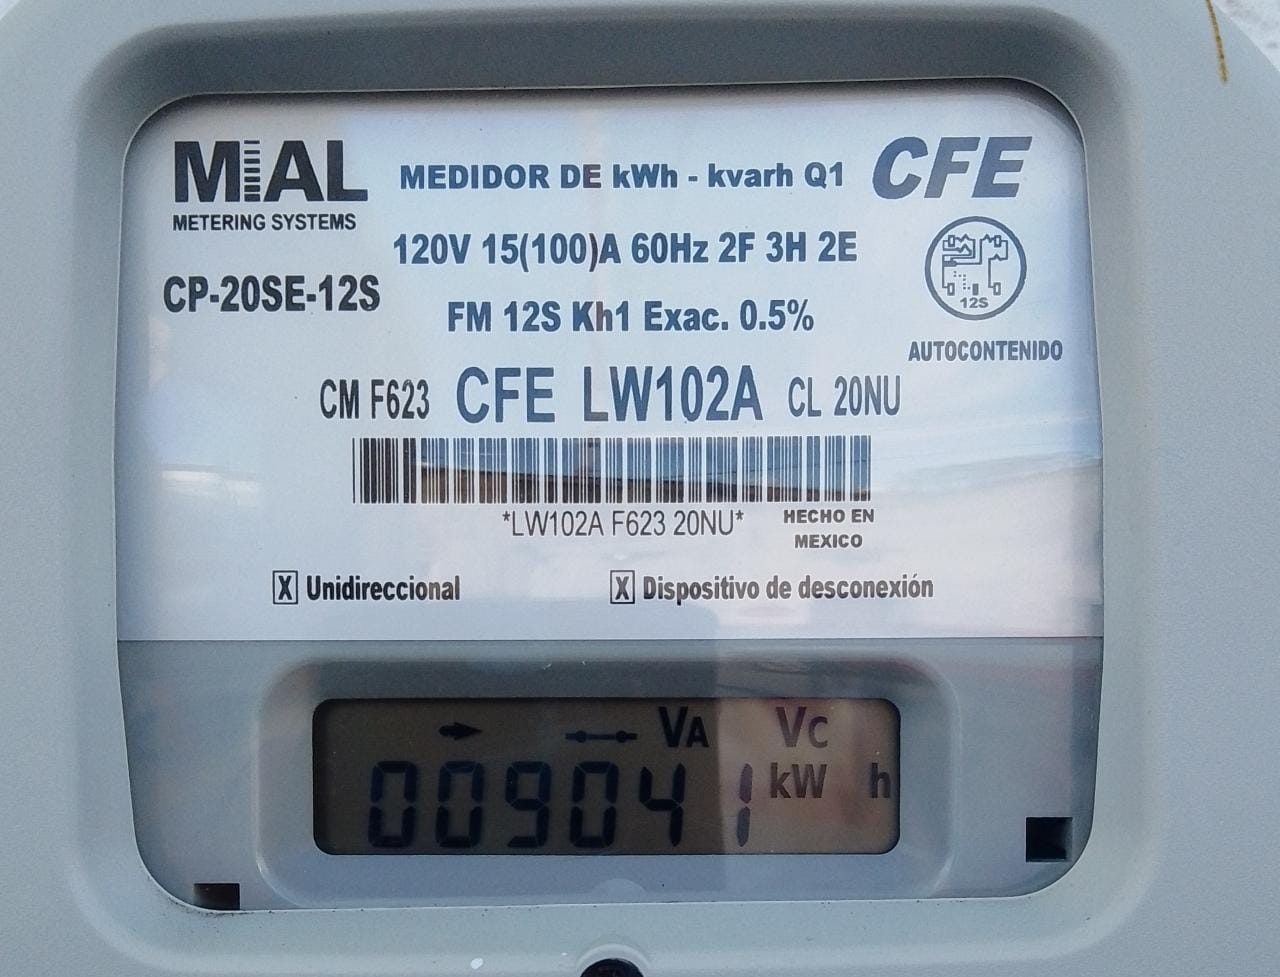 MIAL
METERING SYSTEMS
MEDIDOR DE kWh - kvarh Q1
CFE
120V 15(100)A 60Hz 2F 3H 2E
CP-20SE-12S
FM 12S Kh1 Exac. 0.5%
12S
AUTOCONTENIDO
CM F623 CFE LW102A CL 20NU
*LW102A F623 20NU*
HECHO EN
MEXICO
X Unidireccional
X Dispositivo de desconexión
VA VC
009041 kW h